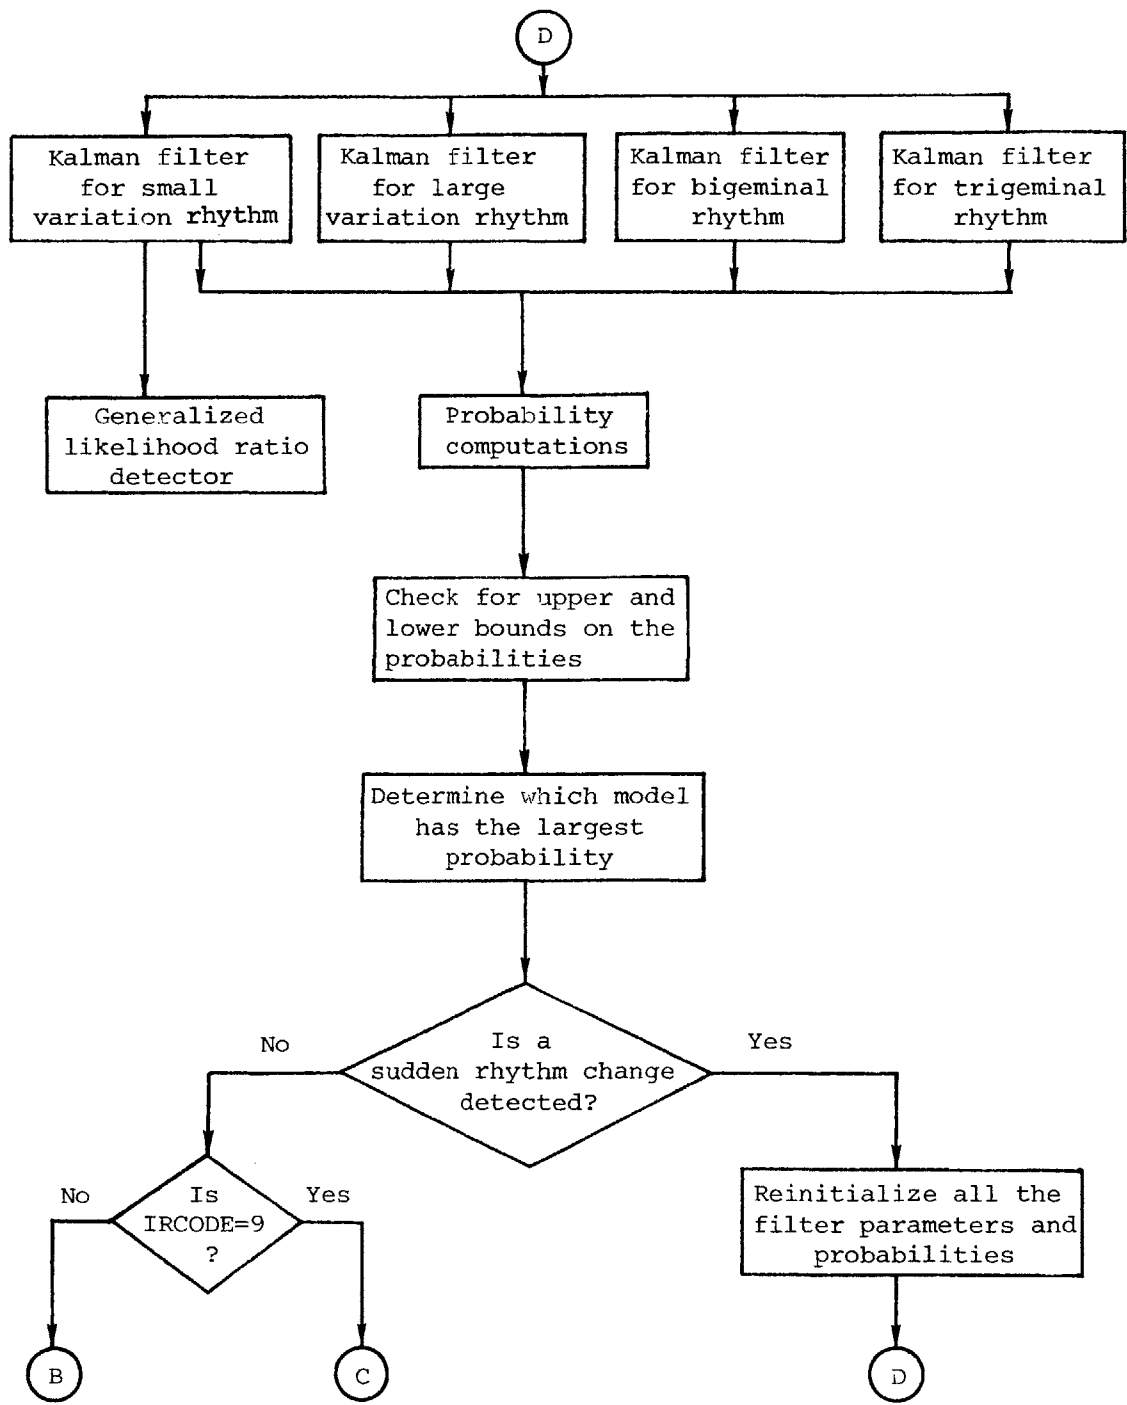 D
Kalman filter
for small
variation rhythm
Kalman filter
for large
variation rhythm
Kalman filter
for bigeminal
rhythm
Kalman filter
for trigeminal
rhythm
Generalized
likelihood ratio
detector
Probability
computations
Check for upper and
lower bounds on the
probabilities
Determine which model
has the largest
probability
Is a
sudden rhythm change
detected?
No
Yes
Is
IRCODE=9
?
No
Yes
Reinitialize all the
filter parameters and
probabilities
B
C
D